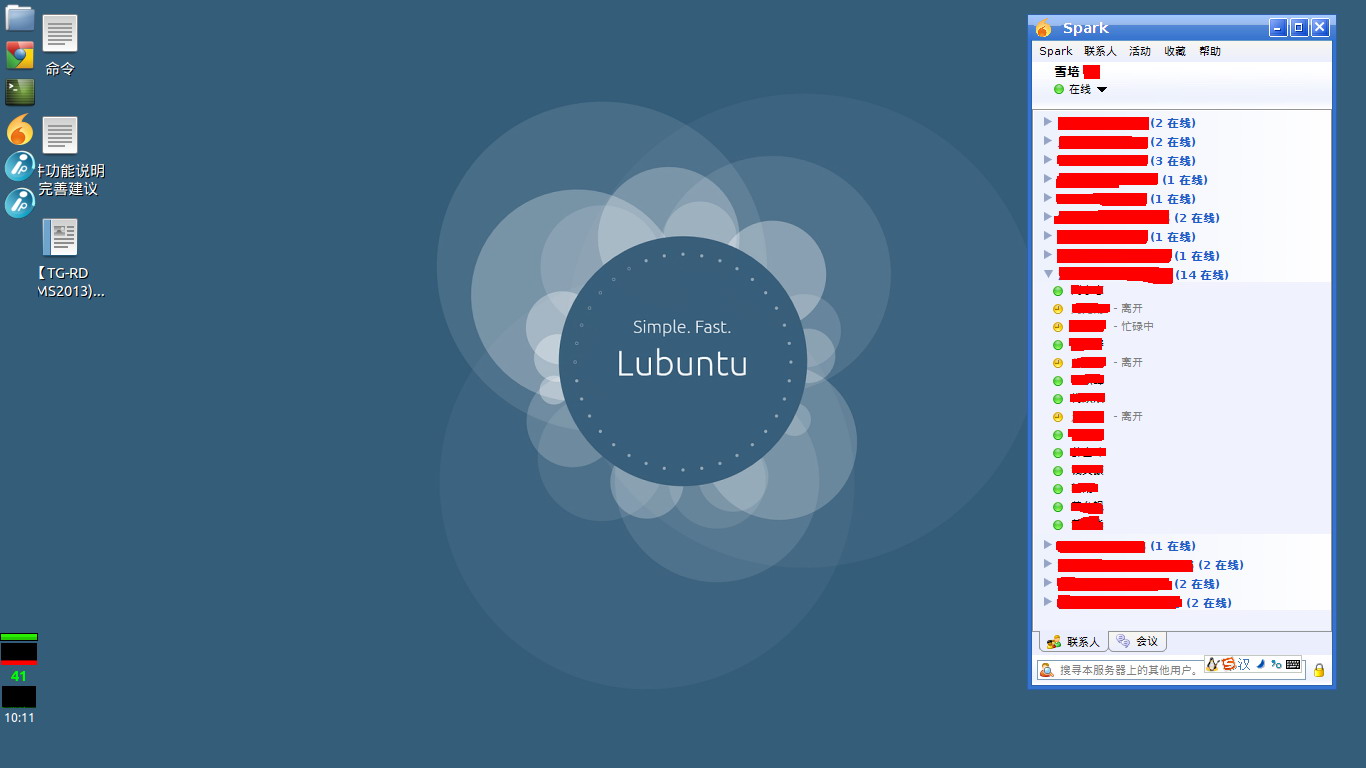 命令
功能说明
完善建议
【TG-RD
MS2013)...
41
10:11
Simple. Fast.
Lubuntu
Spark
Spark 联系人 活动 收藏 帮助
雪培
在线
(2 在线)
(2 在线)
(3 在线)
(1 在线)
(1 在线)
(2 在线)
(1 在线)
(1 在线)
(14 在线)
- 离开
- 忙碌中
- 离开
- 离开
(1 在线)
(2 在线)
(2 在线)
(2 在线)
联系人 会议
搜寻本服务器上的其他用户。
汉